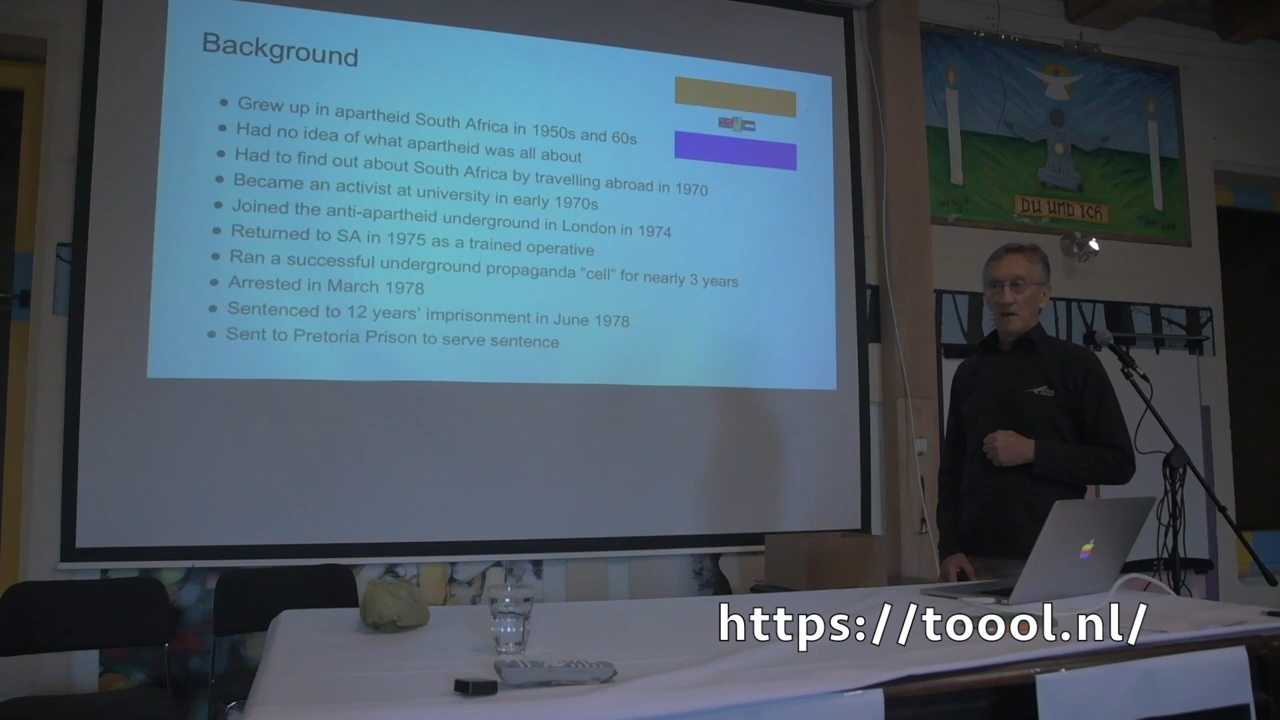 Background
● Grew up in apartheid South Africa in 1950s and 60s
● Had no idea of what apartheid was all about
● Had to find out about South Africa by travelling abroad in 1970
● Became an activist at university in early 1970s
● Joined the anti-apartheid underground in London in 1974
● Returned to SA in 1975 as a trained operative
● Ran a successful underground propaganda "cell" for nearly 3 years
● Arrested in March 1978
● Sentenced to 12 years' imprisonment in June 1978
● Sent to Pretoria Prison to serve sentence
DU UND ICH
https://toool.nl/